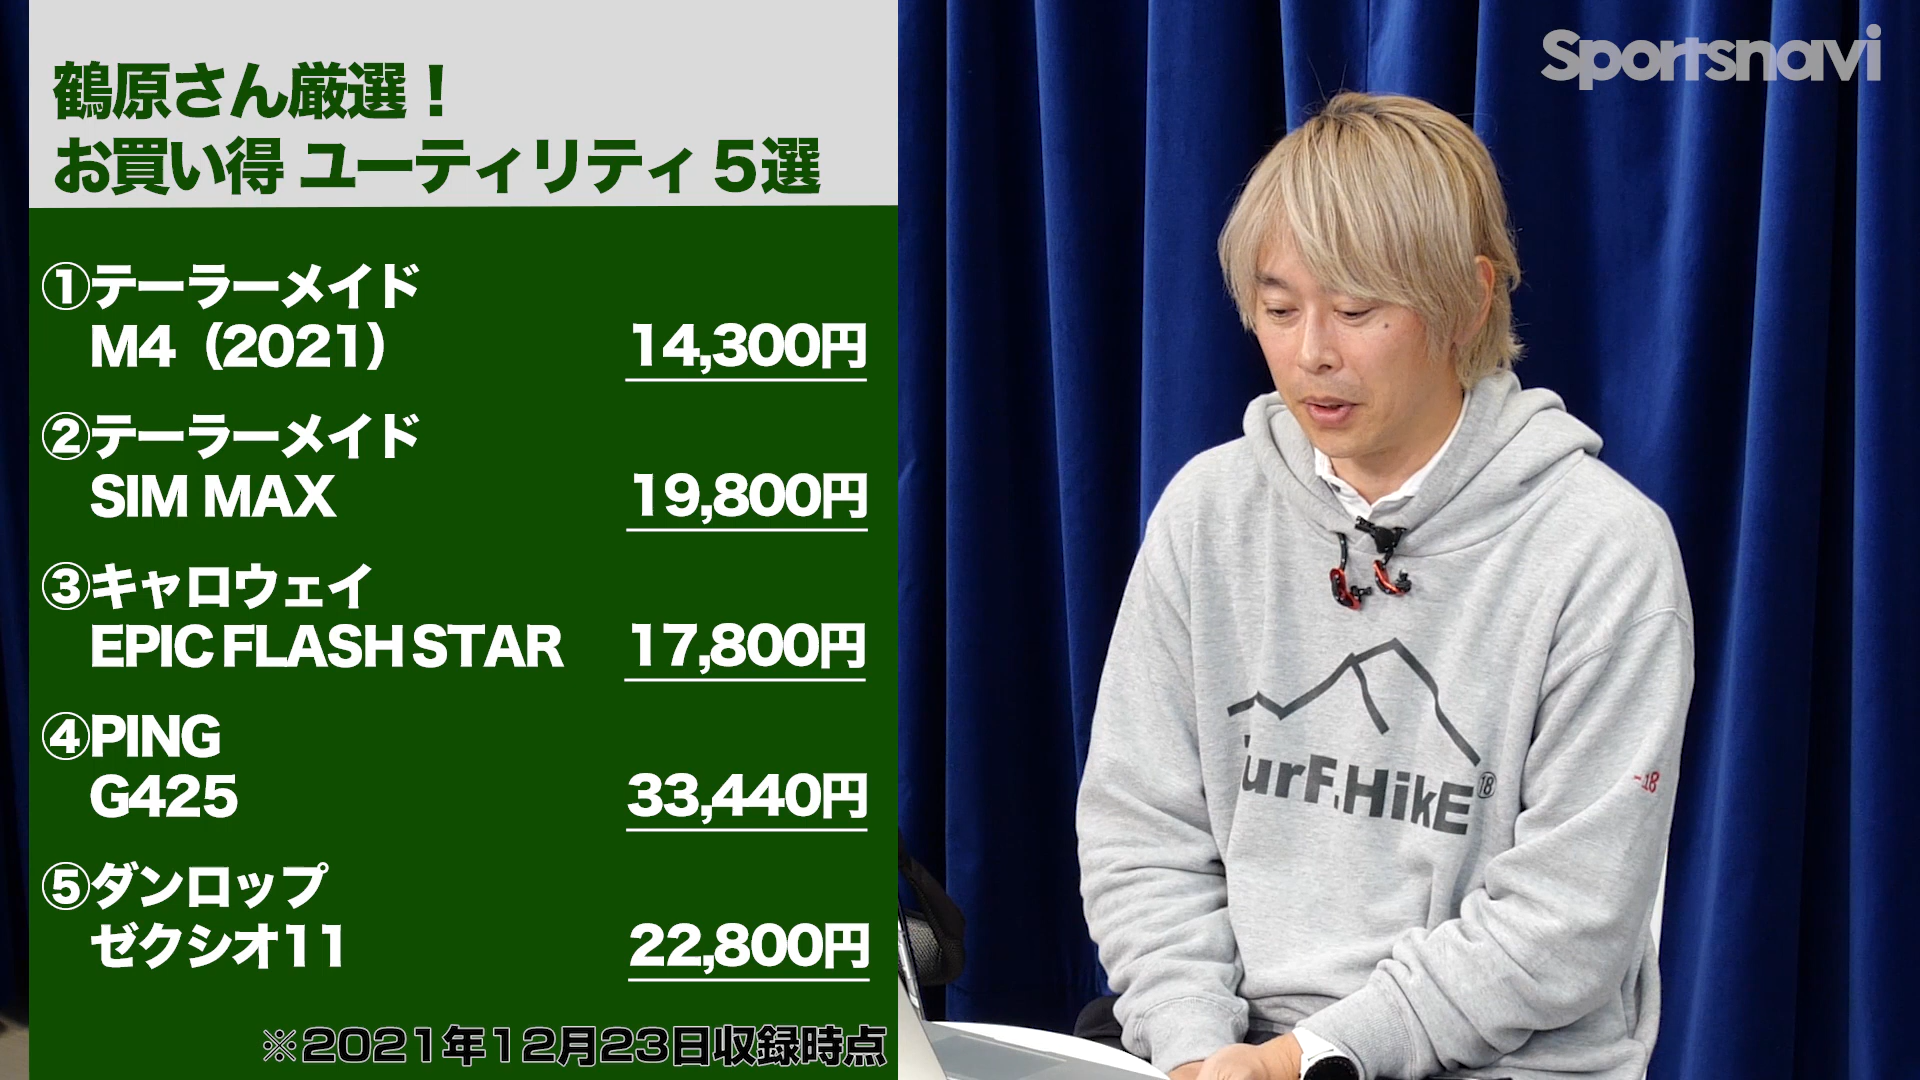 鶴原さん厳選！
お買い得 ユーティリティ５選
①テーラーメイド
M4（2021） 14,300円
②テーラーメイド
SIM MAX 19,800円
③キャロウェイ
EPIC FLASH STAR 17,800円
④PING
G425 33,440円
⑤ダンロップ
ゼクシオ11 22,800円
※2021年12月23日収録時点
Sportsnavi
TurF.HikE⑱
-.18